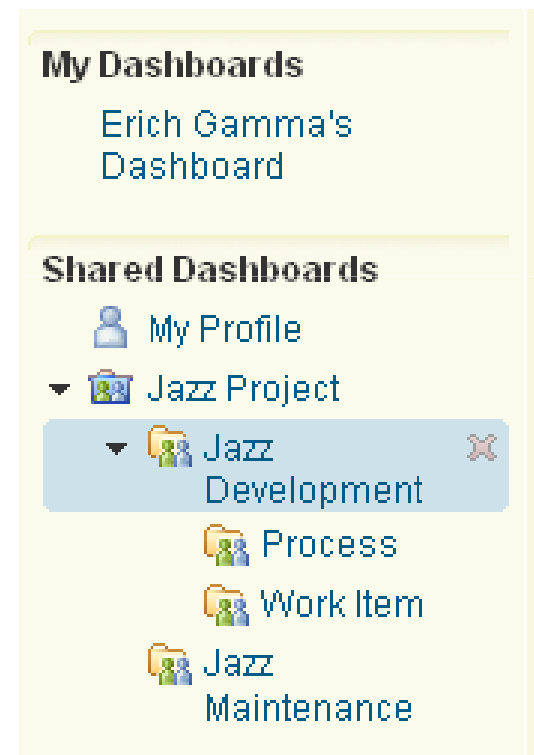 My Dashboards
Erich Gamma's
Dashboard
Shared Dashboards
My Profile
Jazz Project
Jazz
Development
Process
Work Item
Jazz
Maintenance